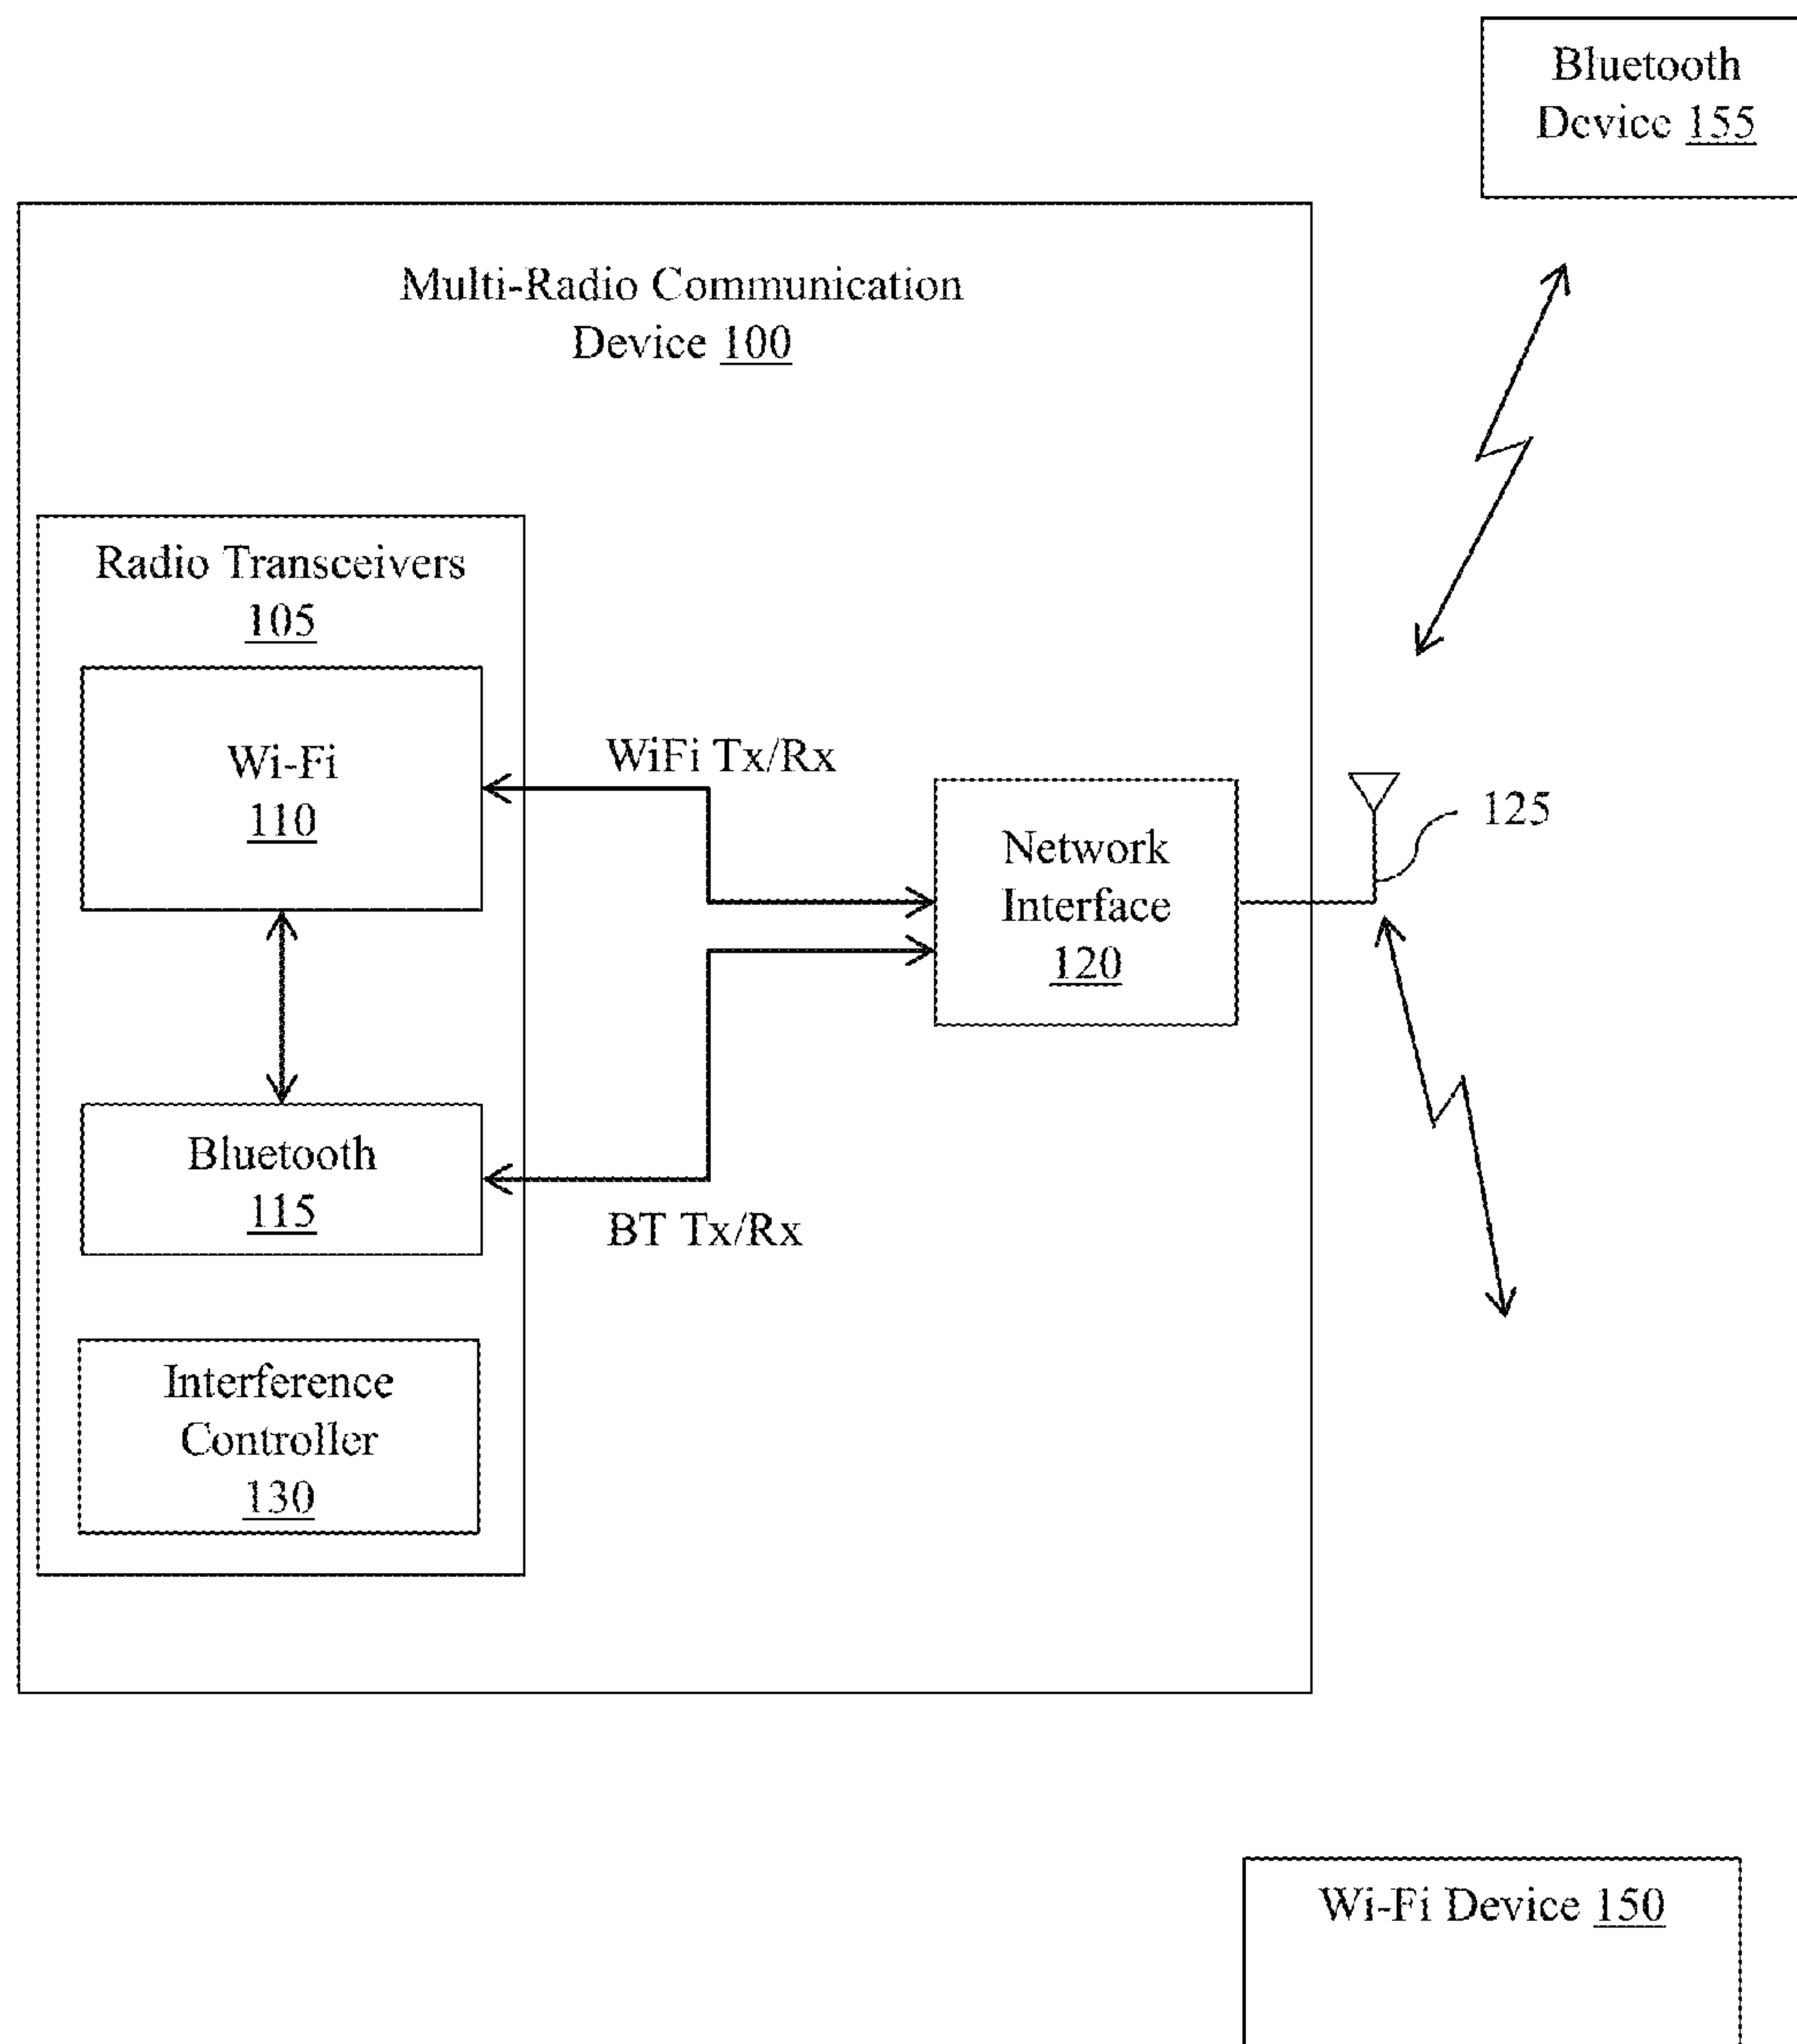 Bluetooth
Device 155
Multi-Radio Communication
Device 100
Radio Transceivers
105
Wi-Fi
110
WiFi Tx/Rx
Network
Interface
120
125
Bluetooth
115
BT Tx/Rx
Interference
Controller
130
Wi-Fi Device 150